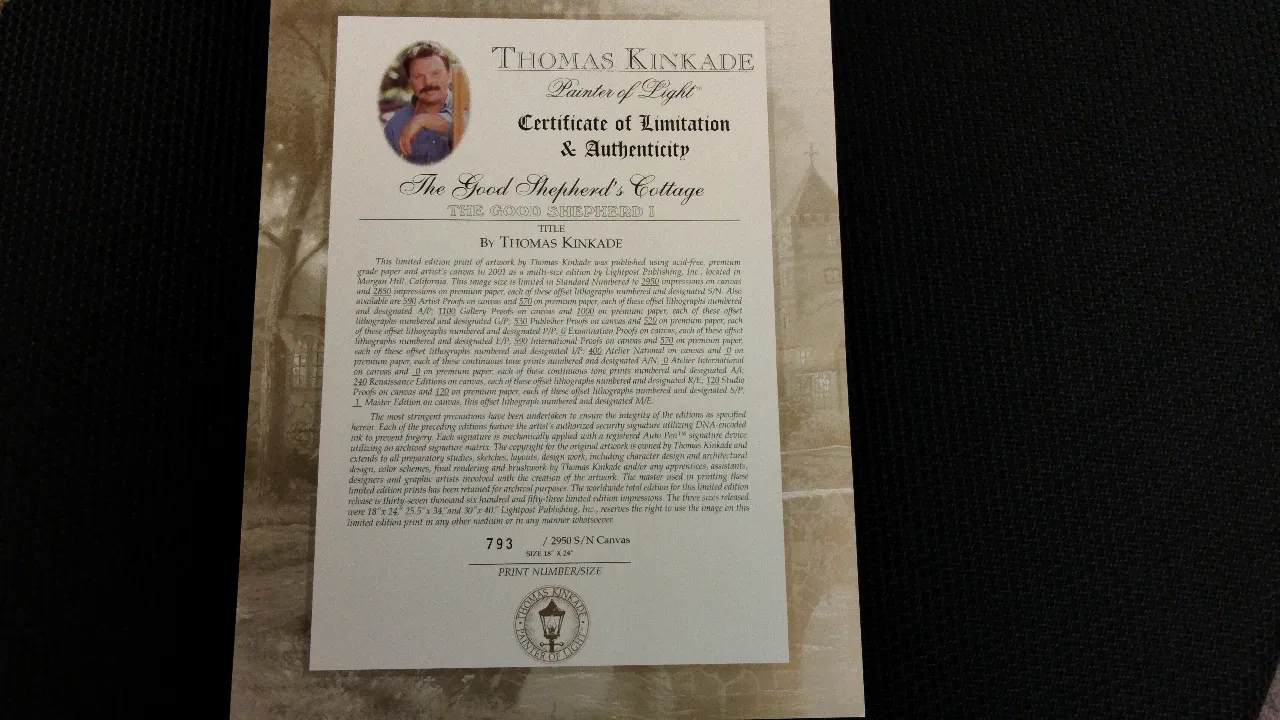 THOMAS KINKADE
Painter of Light™
Certificate of Limitation
& Authenticity
The Good Shepherd's Cottage
THE GOOD SHEPHERD I
TITLE
BY THOMAS KINKADE
This limited edition print of artwork by Thomas Kinkade was published using acid-free, premium
grade paper and artist's canvas in 2001 as a multi-size edition by Lightpost Publishing, Inc., located in
Morgan Hill, California. This image size is limited in Standard Numbered to 2950 impressions on canvas
and 2850 impressions on premium paper, each of these offset lithographs numbered and designated S/N. Also
available are 590 Artist Proofs on canvas and 570 on premium paper, each of these offset lithographs numbered
and designated A/P; 1100 Gallery Proofs on canvas and 1000 on premium paper, each of these offset
lithographs numbered and designated G/P; 530 Publisher Proofs on canvas and 520 on premium paper, each
of these offset lithographs numbered and designated P/P; 0 Examination Proofs on canvas, each of these offset
lithographs numbered and designated E/P; 590 International Proofs on canvas and 570 on premium paper,
each of these offset lithographs numbered and designated I/P; 400 Atelier National on canvas and 0 on
premium paper, each of these continuous tone prints numbered and designated A/N, 0 Atelier International
on canvas and 0 on premium paper, each of these continuous tone prints numbered and designated A/I;
240 Renaissance Editions on canvas, each of these offset lithographs numbered and designated R/E; 120 Studio
Proofs on canvas and 120 on premium paper, each of these offset lithographs numbered and designated S/P;
1 Master Edition on canvas, this offset lithograph numbered and designated M/E.
The most stringent precautions have been undertaken to ensure the integrity of the editions as specified
herein. Each of the preceding editions feature the artist's authorized security signature utilizing DNA-encoded
ink to prevent forgery. Each signature is mechanically applied with a registered Auto Pen™ signature device
utilizing an archived signature matrix. The copyright for the original artwork is owned by Thomas Kinkade and
extends to all preparatory studies, sketches, layouts, design work, including character design and architectural
design, color schemes, final rendering and brushwork by Thomas Kinkade and/or any apprentices, assistants,
designers and graphic artists involved with the creation of the artwork. The master used in printing these
limited edition prints has been retained for archival purposes. The worldwide total edition for this limited edition
release is thirty-seven thousand six hundred and fifty-three limited edition impressions. The three sizes released
were 18"x 24," 25.5"x 34,"and 30"x 40." Lightpost Publishing, Inc., reserves the right to use the image on this
limited edition print in any other medium or in any manner whatsoever.
793 / 2950 S/N Canvas
SIZE 18" X 24"
PRINT NUMBER/SIZE
THOMAS KINKADE
PAINTER OF LIGHT